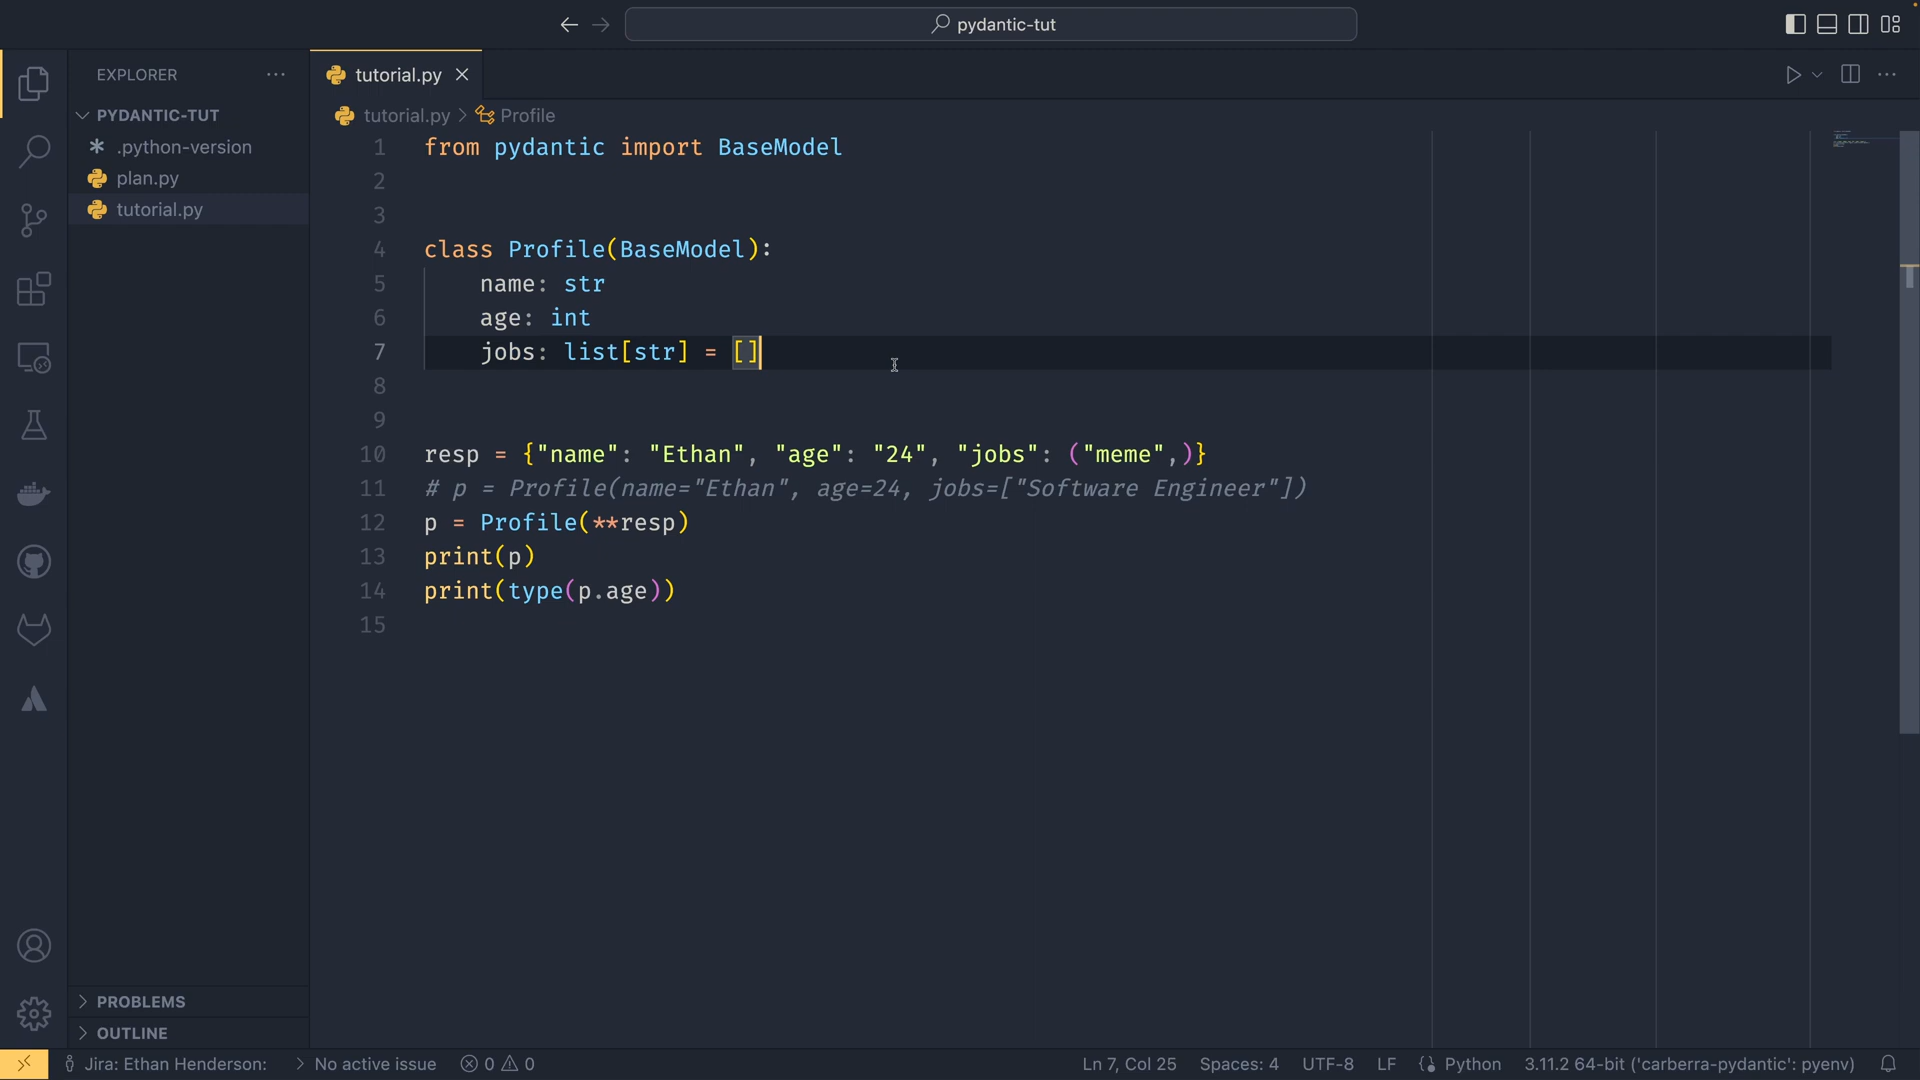 pydantic-tut
EXPLORER
tutorial.py
PYDANTIC-TUT
.python-version
plan.py
tutorial.py
tutorial.py > Profile
1 from pydantic import BaseModel
2
3
4 class Profile(BaseModel):
5 name: str
6 age: int
7 jobs: list[str] = []
8
9
10 resp = {"name": "Ethan", "age": "24", "jobs": ("meme",)}
11 # p = Profile(name="Ethan", age=24, jobs=["Software Engineer"])
12 p = Profile(**resp)
13 print(p)
14 print(type(p.age))
15
PROBLEMS
OUTLINE
Jira: Ethan Henderson: > No active issue 0 0 Ln 7, Col 25 Spaces: 4 UTF-8 LF Python 3.11.2 64-bit ('carberra-pydantic': pyenv)